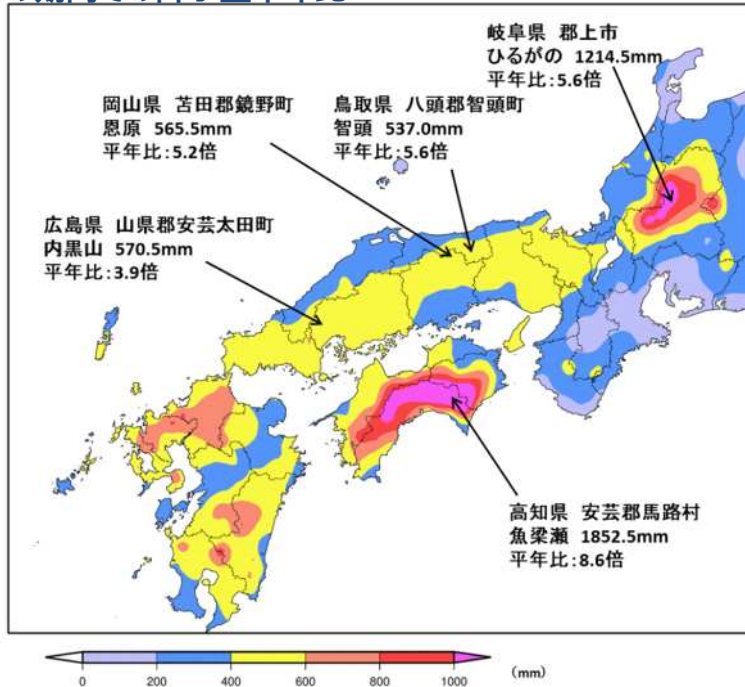 岐阜県 郡上市
ひるがの 1214.5mm
平年比:5.6倍
岡山県 苫田郡鏡野町
恩原 565.5mm
平年比:5.2倍
鳥取県 八頭郡智頭町
智頭 537.0mm
平年比:5.6倍
広島県 山県郡安芸太田町
内黒山 570.5mm
平年比:3.9倍
高知県 安芸郡馬路村
魚梁瀬 1852.5mm
平年比:8.6倍
0 200 400 600 800 1000 (mm)